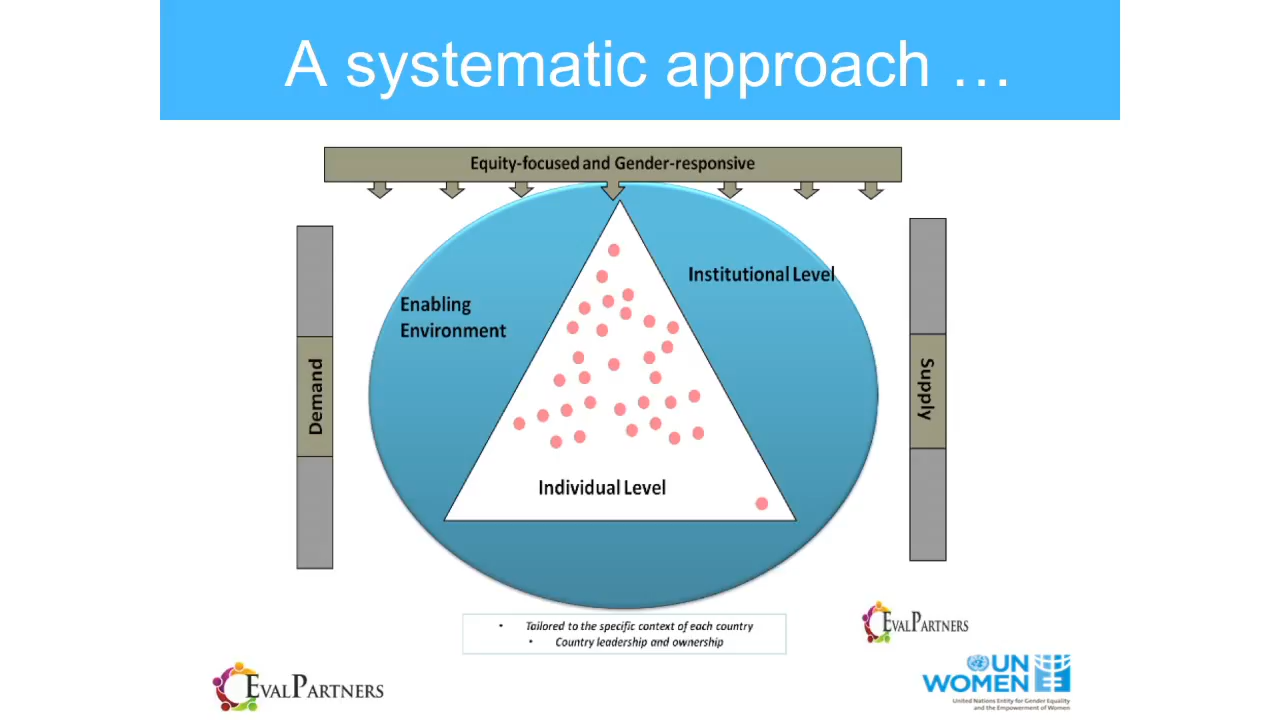 A systematic approach …
Equity-focused and Gender-responsive
Institutional Level
Enabling
Environment
Demand
Supply
Individual Level
• Tailored to the specific context of each country
• Country leadership and ownership
EVALPARTNERS
EVALPARTNERS
UN
WOMEN
United Nations Entity for Gender Equality
and the Empowerment of Women